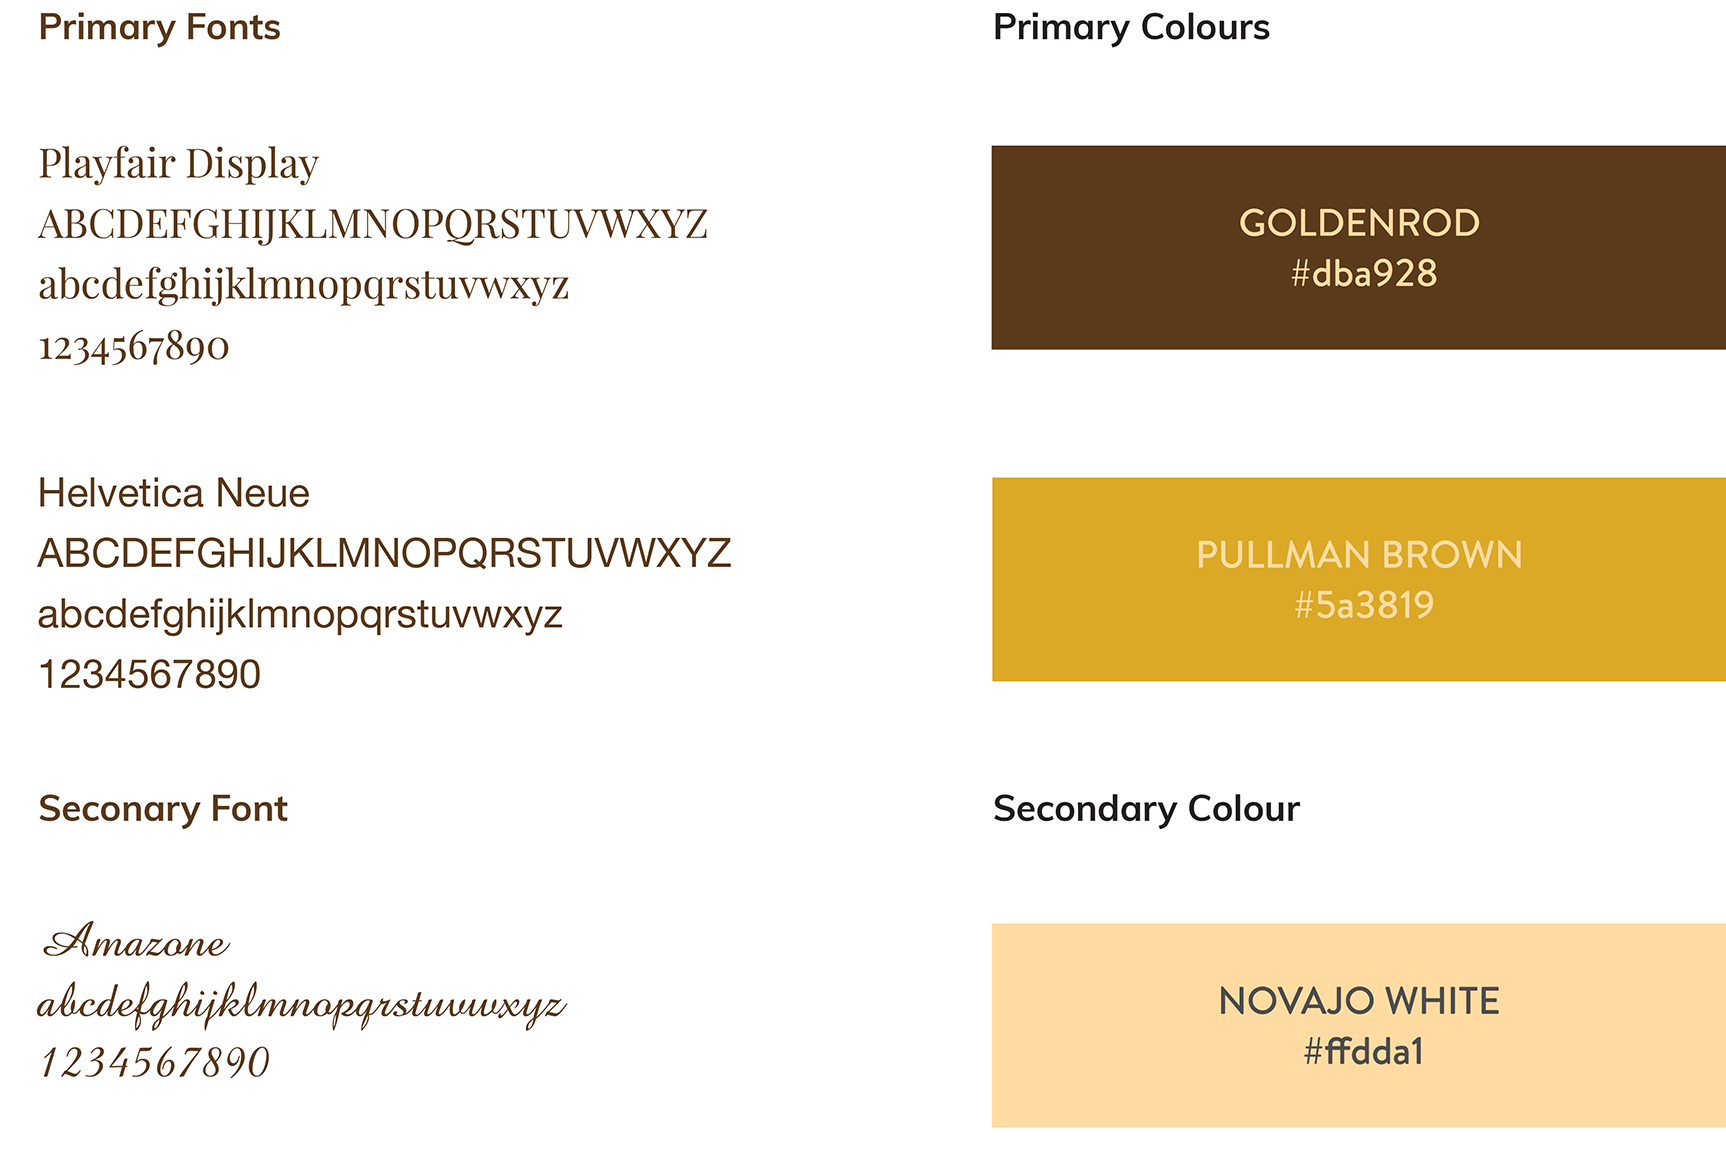 Primary Fonts
Playfair Display
ABCDEFGHIJKLMNOPQRSTUVWXYZ
abcdefghijklmnopqrstuvwxyz
1234567890
Helvetica Neue
ABCDEFGHIJKLMNOPQRSTUVWXYZ
abcdefghijklmnopqrstuvwxyz
1234567890
Seconary Font
Amazone
abcdefghijklmnopqrstuvwxyz
1234567890
Primary Colours
GOLDENROD
#dba928
PULLMAN BROWN
#5a3819
Secondary Colour
NOVAJO WHITE
#ffdda1